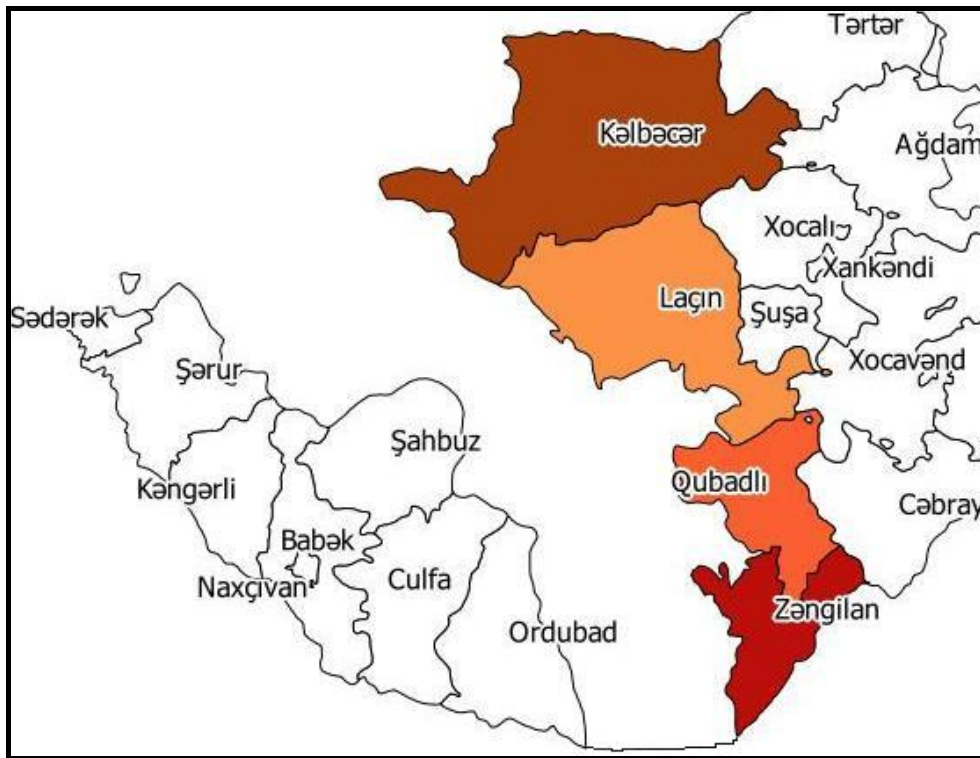 Tərtər
Kəlbəcər
Ağdam
Xocalı
Xankəndi
Laçın
Şuşa
Sədərək
Xocavənd
Şərur
Şahbuz
Qubadlı
Kəngərli
Cəbray
Babək
Culfa
Naxçıvan
Zəngilan
Ordubad